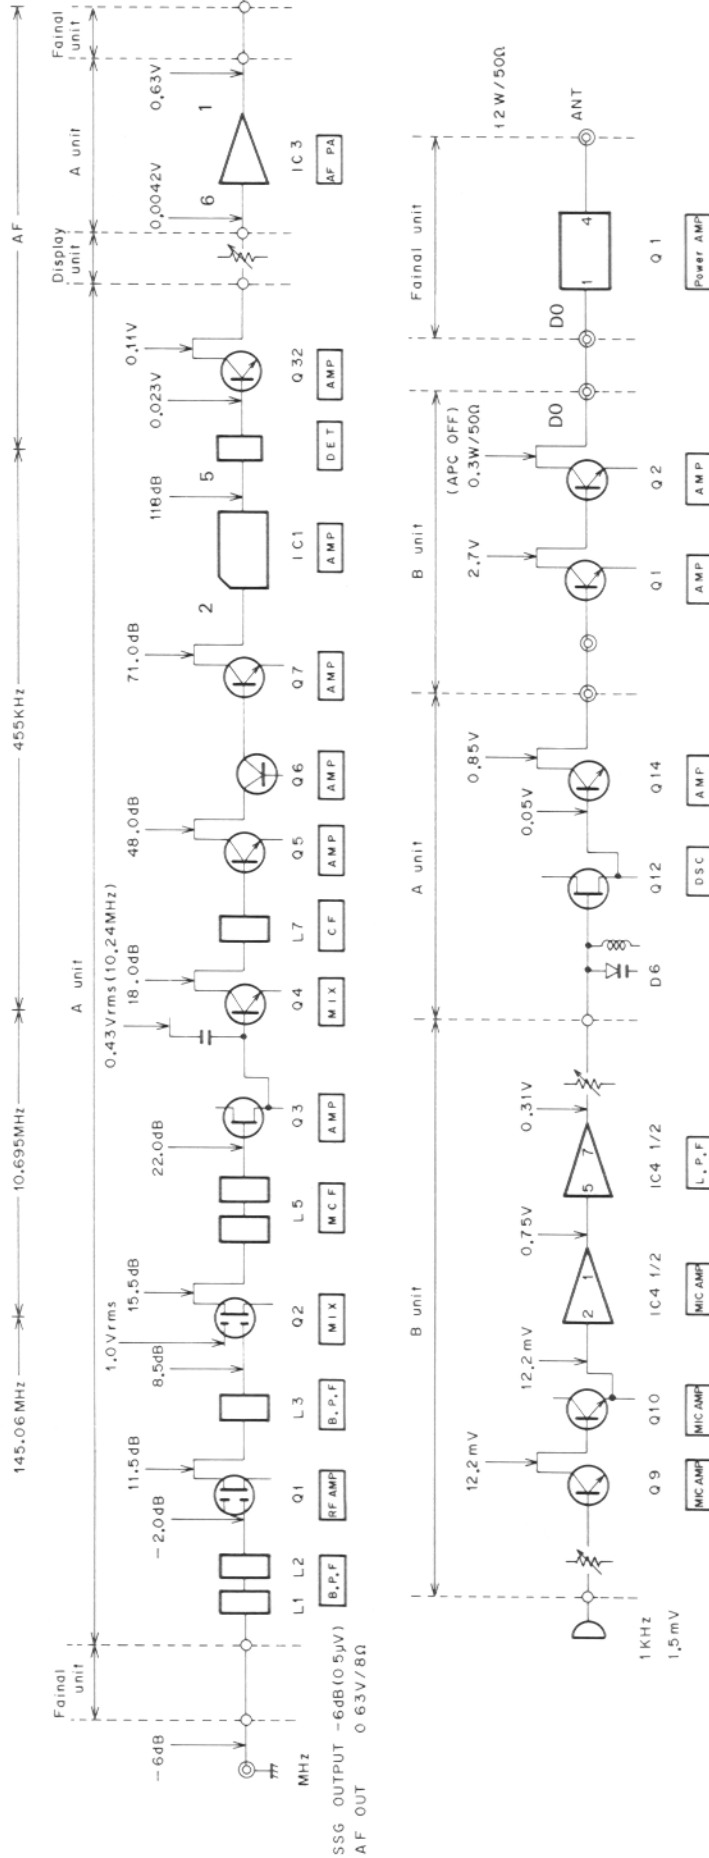 145.06MHz
10.695MHz
455KHz
AF
Fainal unit
A unit
Display unit
A unit
Fainal unit
-6dB
-2.0dB
11.5dB
8.5dB
1.0Vrms
15.5dB
22.0dB
0.43Vrms(10.24MHz)
18.0dB
48.0dB
71.0dB
2
118dB
5
0.023V
0.11V
0.0042V
6
1
0.63V
MHz
L1 L2
Q1
L3
Q2
L5
Q3
Q4
L7
Q5
Q6
Q7
IC1
Q32
IC3
B.P.F
RF AMP
B.P.F
MIX
MCF
AMP
MIX
CF
AMP
AMP
AMP
AMP
DET
AMP
AF PA
SSG OUTPUT -6dB(0 5μV)
AF OUT 0 63V/8Ω
B unit
A unit
B unit
Fainal unit
12W/50Ω
12.2mV
12.2mV
0.75V
0.31V
0.05V
0.85V
2.7V
(APC OFF)
0.3W/50Ω
2
1
5
7
DO
DO
1
4
ANT
1KHz
1.5mV
Q9
Q10
IC4 1/2
IC4 1/2
D6
Q12
Q14
Q1
Q2
Q1
MIC AMP
MIC AMP
MIC AMP
L.P.F
DSC
AMP
AMP
AMP
Power AMP